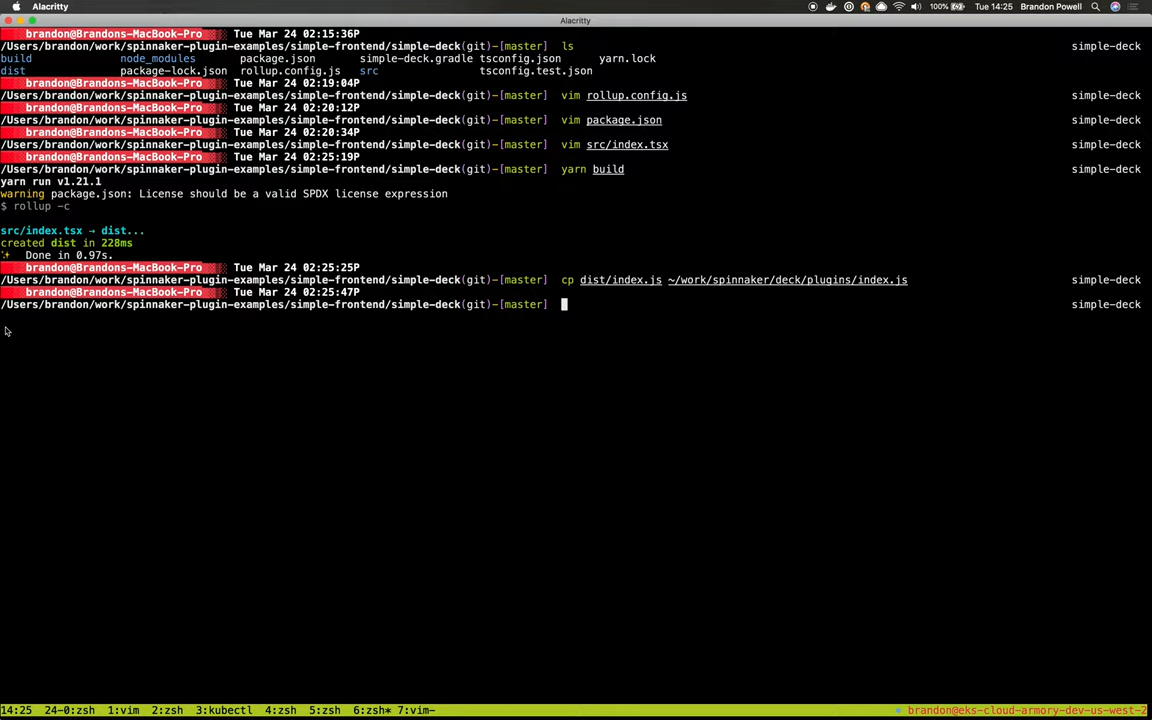 Alacritty 100% Tue 14:25 Brandon Powell
Alacritty
brandon@Brandons-MacBook-Pro Tue Mar 24 02:15:36P
/Users/brandon/work/spinnaker-plugin-examples/simple-frontend/simple-deck(git)-[master] ls simple-deck
build node_modules package.json simple-deck.gradle tsconfig.json yarn.lock
dist package-lock.json rollup.config.js src tsconfig.test.json
brandon@Brandons-MacBook-Pro Tue Mar 24 02:19:04P
/Users/brandon/work/spinnaker-plugin-examples/simple-frontend/simple-deck(git)-[master] vim rollup.config.js simple-deck
brandon@Brandons-MacBook-Pro Tue Mar 24 02:20:12P
/Users/brandon/work/spinnaker-plugin-examples/simple-frontend/simple-deck(git)-[master] vim package.json simple-deck
brandon@Brandons-MacBook-Pro Tue Mar 24 02:20:34P
/Users/brandon/work/spinnaker-plugin-examples/simple-frontend/simple-deck(git)-[master] vim src/index.tsx simple-deck
brandon@Brandons-MacBook-Pro Tue Mar 24 02:25:19P
/Users/brandon/work/spinnaker-plugin-examples/simple-frontend/simple-deck(git)-[master] yarn build simple-deck
yarn run v1.21.1
warning package.json: License should be a valid SPDX license expression
$ rollup -c
src/index.tsx → dist...
created dist in 228ms
✨ Done in 0.97s.
brandon@Brandons-MacBook-Pro Tue Mar 24 02:25:25P
/Users/brandon/work/spinnaker-plugin-examples/simple-frontend/simple-deck(git)-[master] cp dist/index.js ~/work/spinnaker/deck/plugins/index.js simple-deck
brandon@Brandons-MacBook-Pro Tue Mar 24 02:25:47P
/Users/brandon/work/spinnaker-plugin-examples/simple-frontend/simple-deck(git)-[master] simple-deck
14:25 24-0:zsh 1:vim 2:zsh 3:kubectl 4:zsh 5:zsh 6:zsh* 7:vim- brandon@eks-cloud-armory-dev-us-west-2